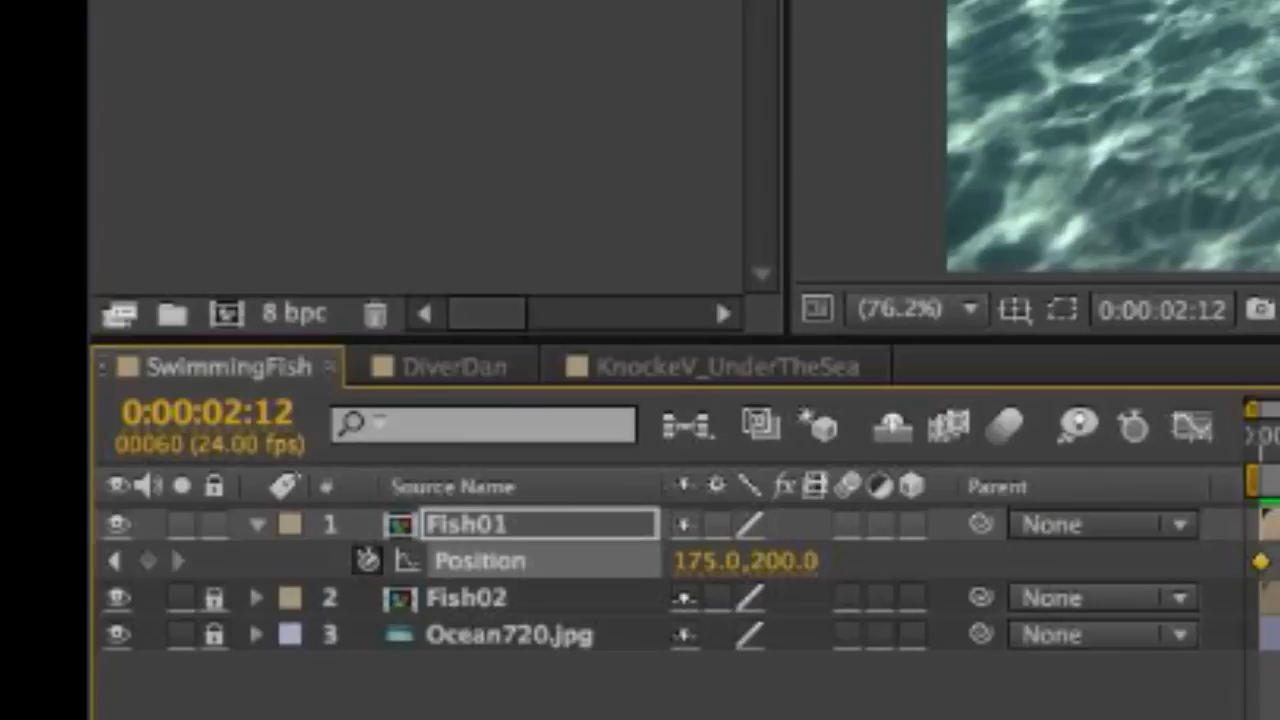 8 bpc
(76.2%) 0:00:02:12
SwimmingFish DiverDan KnockeV_UnderTheSea
0:00:02:12
00060 (24.00 fps)
# Source Name fx Parent
1 Fish01 None
Position 175.0,200.0
2 Fish02 None
3 Ocean720.jpg None